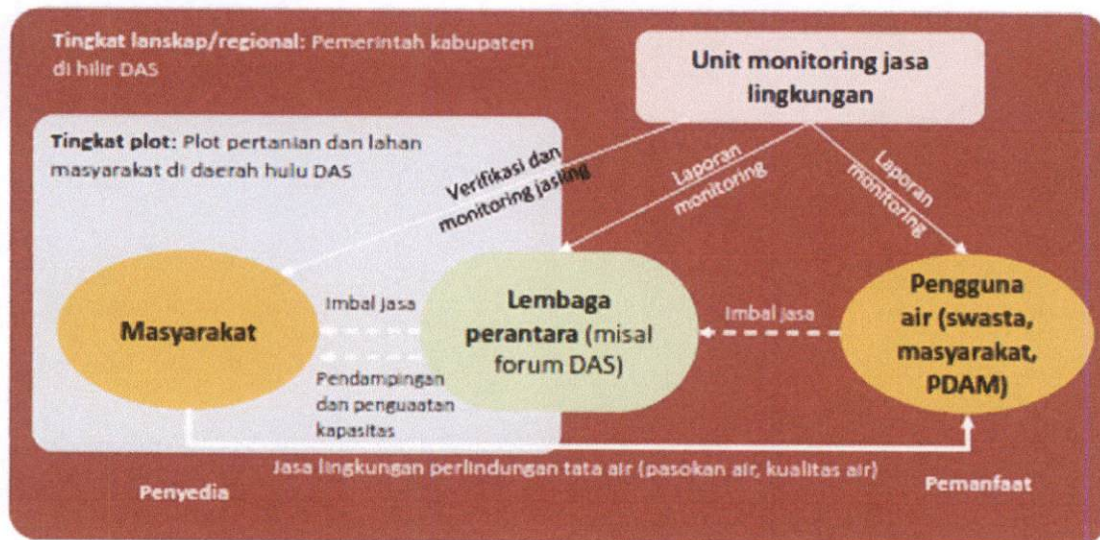 Tingkat lanskap/regional: Pemerintah kabupaten
di hilir DAS
Unit monitoring jasa
lingkungan
Tingkat plot: Plot pertanian dan lahan
masyarakat di daerah hulu DAS
Verifikasi dan
monitoring jasling
Laporan
monitoring
Laporan
monitoring
Masyarakat
Imbal jasa
Pendampingan
dan penguatan
kapasitas
Lembaga
perantara (misal
forum DAS)
Imbal jasa
Pengguna
air (swasta,
masyarakat,
PDAM)
Jasa lingkungan perlindungan tata air (pasokan air, kualitas air)
Penyedia
Pemanfaat